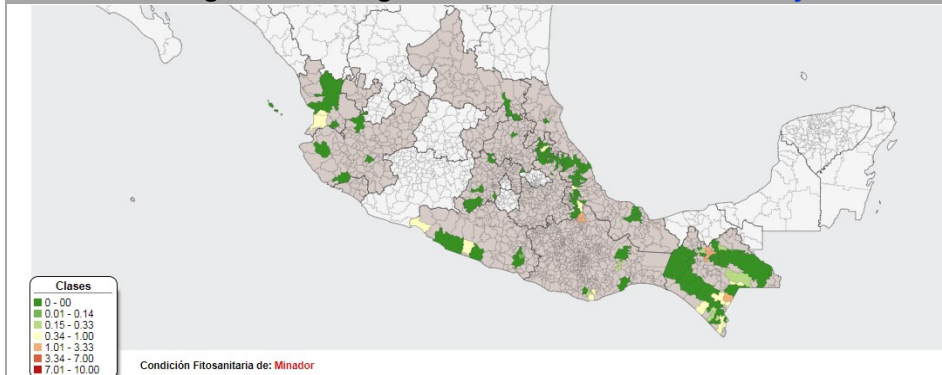 Clases
0 - 00
0.01 - 0.14
0.15 - 0.33
0.34 - 1.00
1.01 - 3.33
3.34 - 7.00
7.01 - 10.00
Condición Fitosanitaria de: Minador